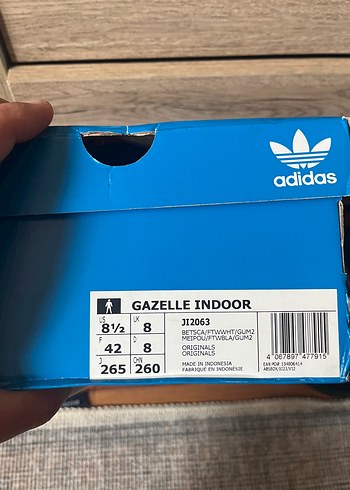 adidas
GAZELLE INDOOR
US 8½ UK 8
F 42 D 8
J 265 CHN 260
JI2063
BETSCA/FTWWHT/GUM2
MEIPOU/FTWBLA/GUM2
ORIGINALS
ORIGINALS
MADE IN INDONESIA
FABRIQUÉ EN INDONÉSIE
4 067897 477915